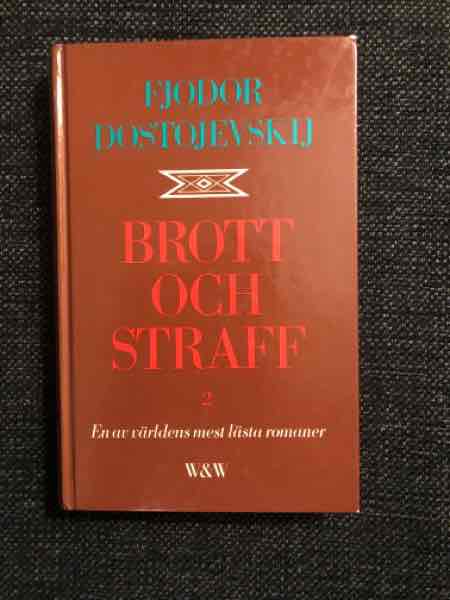 FJODOR
DOSTOJEVSKIJ
BROTT
OCH
STRAFF
2
En av världens mest lästa romaner
W&W